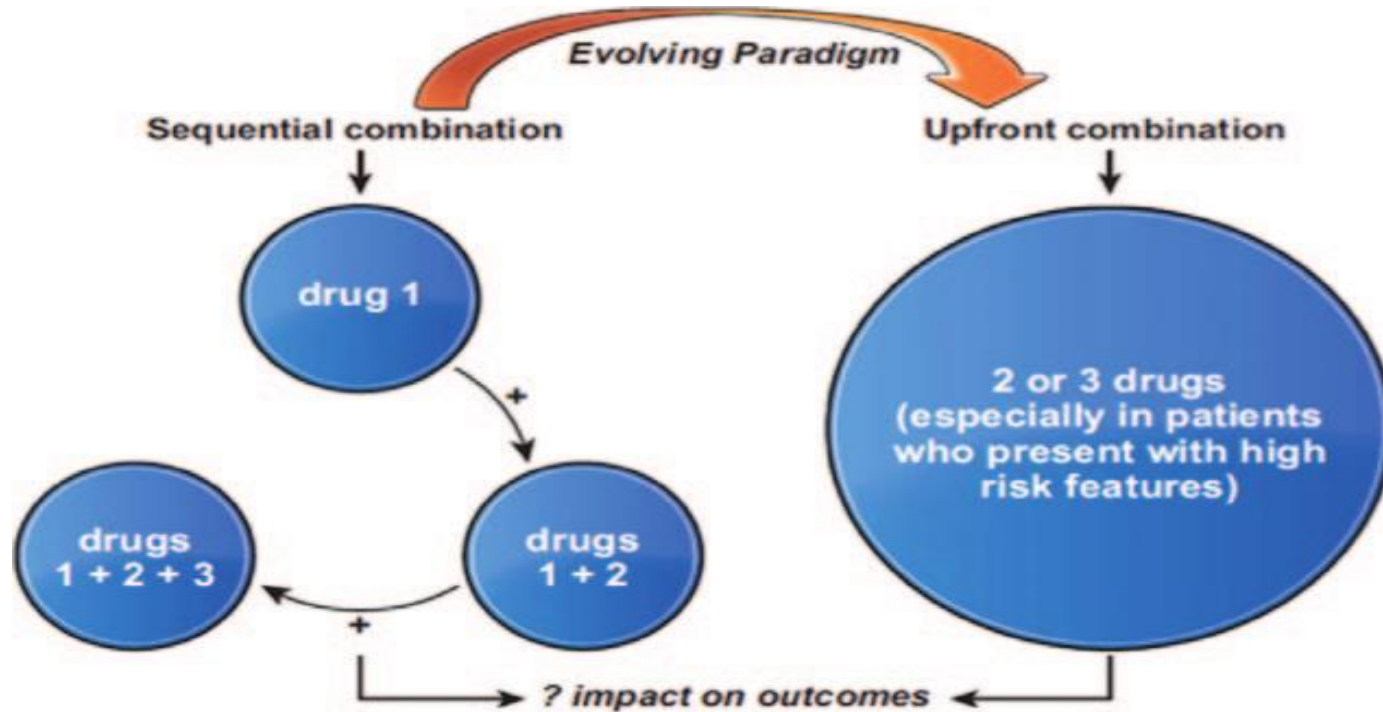 Evolving Paradigm
Sequential combination
Upfront combination
drug 1
+
2 or 3 drugs
(especially in patients
who present with high
risk features)
drugs
1 + 2
drugs
1 + 2 + 3
+
? impact on outcomes